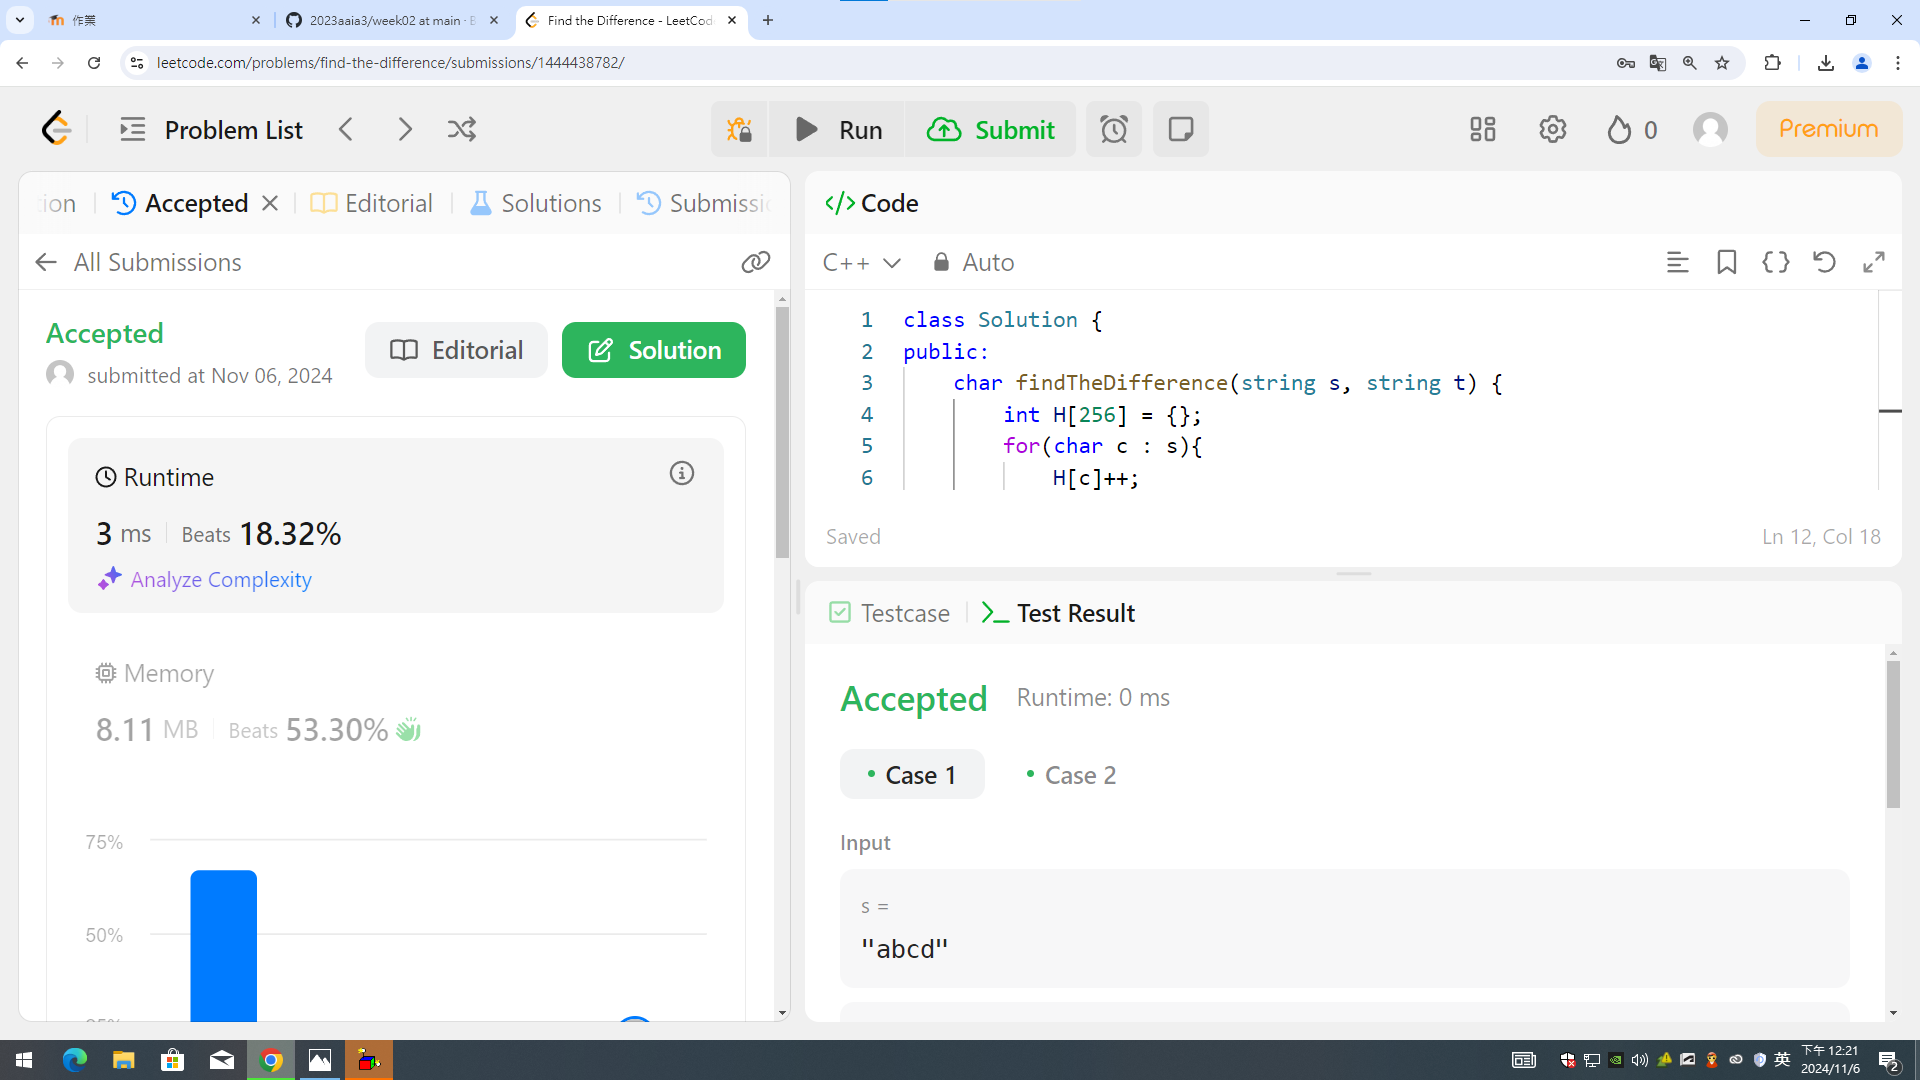 作業
2023aaia3/week02 at main · B
Find the Difference - LeetCode
leetcode.com/problems/find-the-difference/submissions/1444438782/
Problem List
Run
Submit
0
Premium
ion
Accepted
Editorial
Solutions
Submissio
All Submissions
Accepted
submitted at Nov 06, 2024
Editorial
Solution
Runtime
3 ms
Beats 18.32%
Analyze Complexity
Memory
8.11 MB
Beats 53.30%
75%
50%
</> Code
C++
Auto
1 class Solution {
2 public:
3 char findTheDifference(string s, string t) {
4 int H[256] = {};
5 for(char c : s){
6 H[c]++;
Saved
Ln 12, Col 18
Testcase
Test Result
Accepted
Runtime: 0 ms
Case 1
Case 2
Input
s =
"abcd"
英
下午 12:21
2024/11/6
2